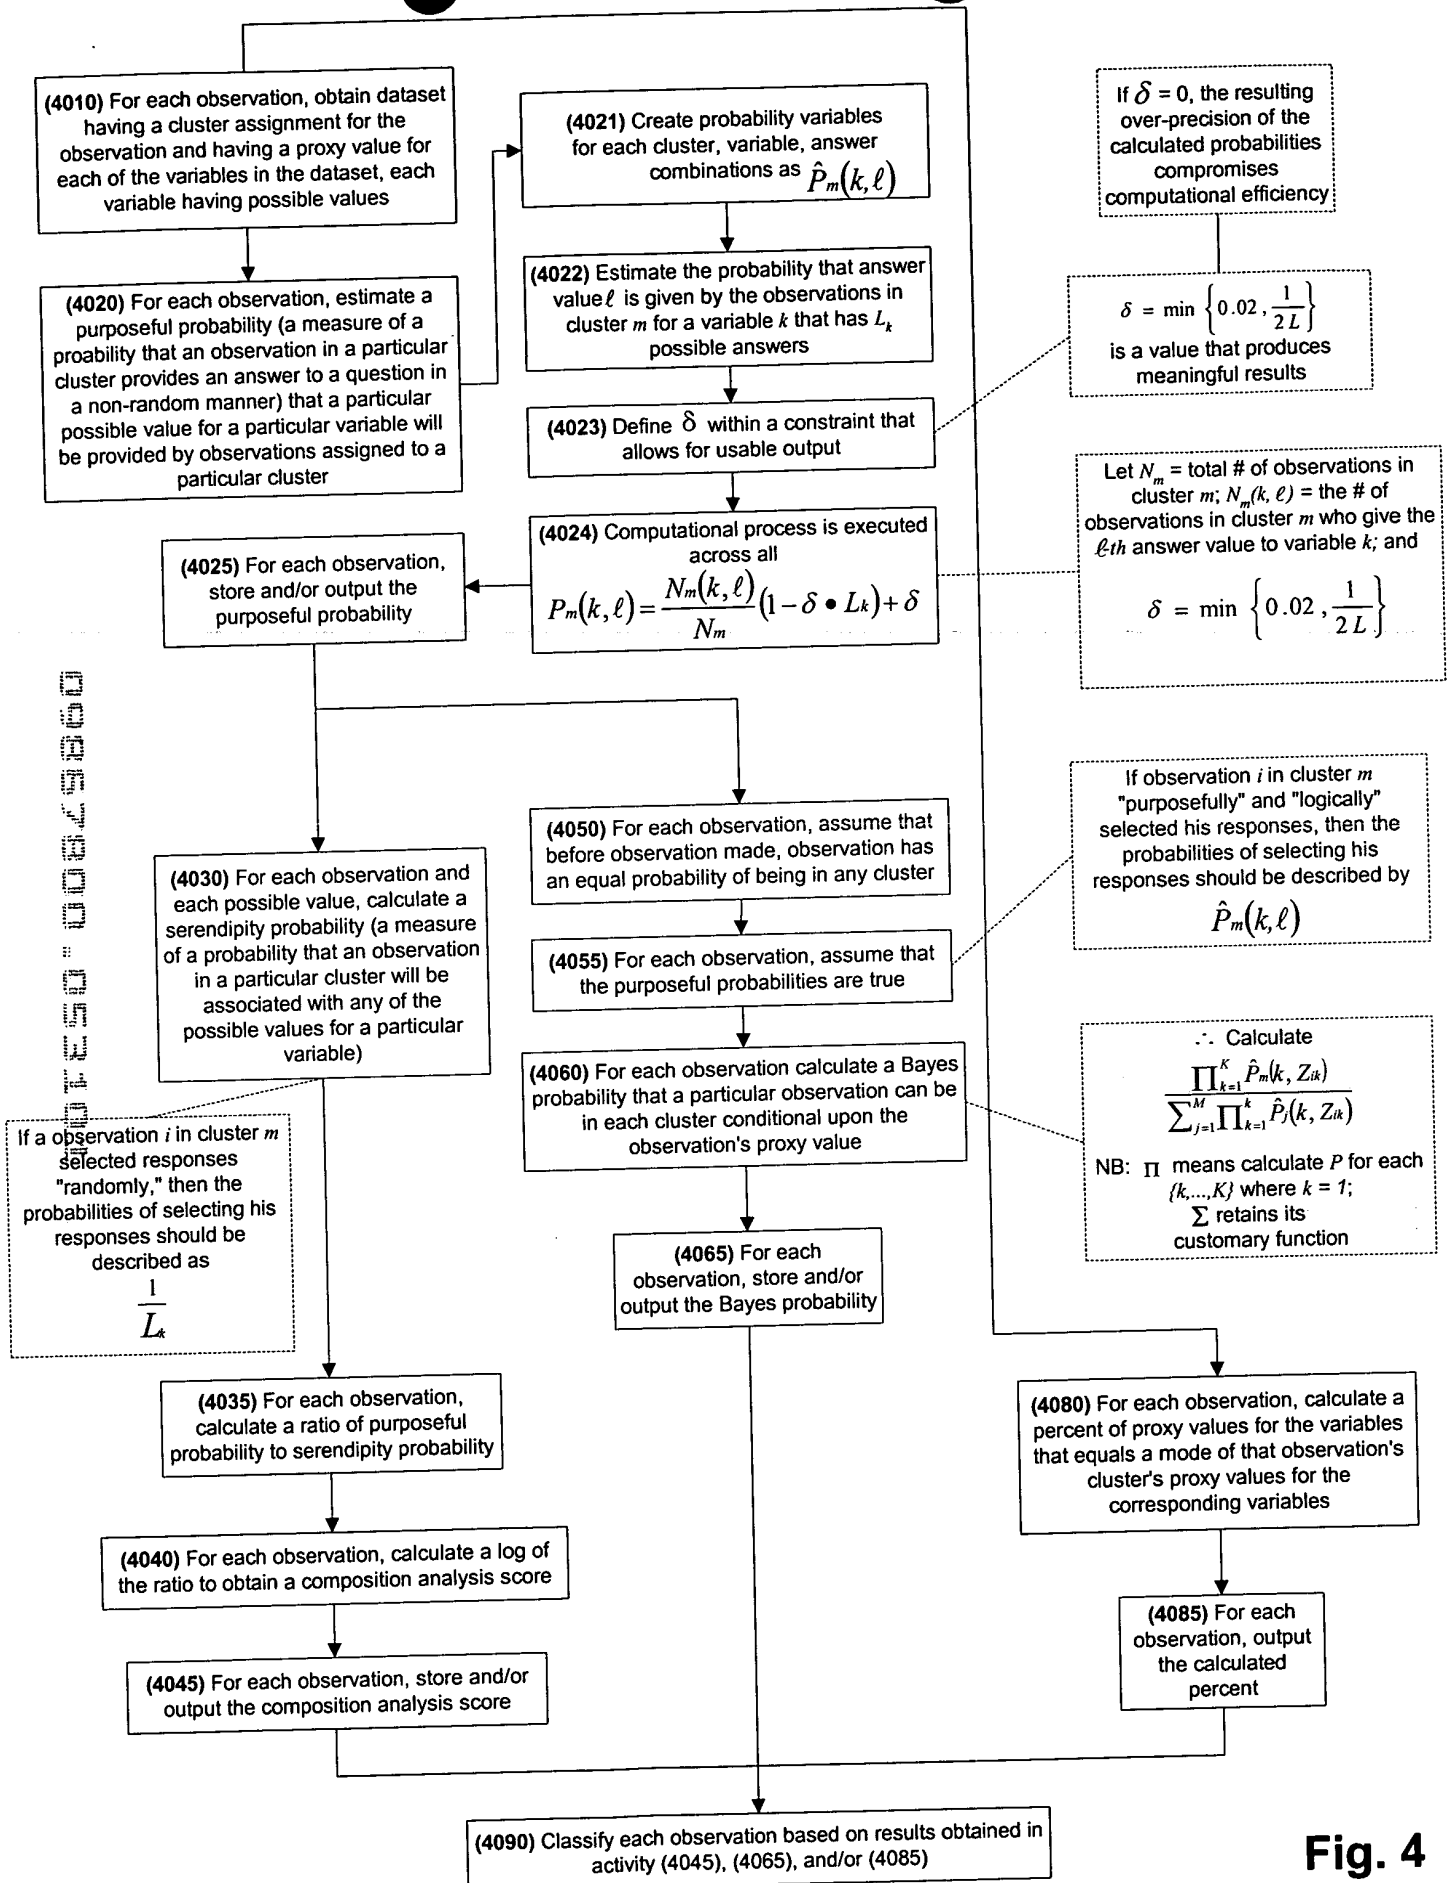 (4010) For each observation, obtain dataset
having a cluster assignment for the
observation and having a proxy value for
each of the variables in the dataset, each
variable having possible values
(4020) For each observation, estimate a
purposeful probability (a measure of a
proability that an observation in a particular
cluster provides an answer to a question in
a non-random manner) that a particular
possible value for a particular variable will
be provided by observations assigned to a
particular cluster
(4021) Create probability variables
for each cluster, variable, answer
combinations as P̂m(k,ℓ)
(4022) Estimate the probability that answer
value ℓ is given by the observations in
cluster m for a variable k that has Lk
possible answers
(4023) Define δ within a constraint that
allows for usable output
(4024) Computational process is executed
across all
Pm(k,ℓ) = Nm(k,ℓ)/Nm (1−δ • Lk)+δ
(4025) For each observation,
store and/or output the
purposeful probability
If δ = 0, the resulting
over-precision of the
calculated probabilities
compromises
computational efficiency
δ = min {0.02, 1/2L}
is a value that produces
meaningful results
Let Nm = total # of observations in
cluster m; Nm(k, ℓ) = the # of
observations in cluster m who give the
ℓ-th answer value to variable k; and
δ = min {0.02, 1/2L}
09867800.053101
(4030) For each observation and
each possible value, calculate a
serendipity probability (a measure
of a probability that an observation
in a particular cluster will be
associated with any of the
possible values for a particular
variable)
If a observation i in cluster m
selected responses
"randomly," then the
probabilities of selecting his
responses should be
described as
1/Lk
(4035) For each observation,
calculate a ratio of purposeful
probability to serendipity probability
(4040) For each observation, calculate a log of
the ratio to obtain a composition analysis score
(4045) For each observation, store and/or
output the composition analysis score
(4050) For each observation, assume that
before observation made, observation has
an equal probability of being in any cluster
(4055) For each observation, assume that
the purposeful probabilities are true
(4060) For each observation calculate a Bayes
probability that a particular observation can be
in each cluster conditional upon the
observation's proxy value
(4065) For each
observation, store and/or
output the Bayes probability
If observation i in cluster m
"purposefully" and "logically"
selected his responses, then the
probabilities of selecting his
responses should be described by
P̂m(k,ℓ)
∴ Calculate
∏k=1^K P̂m(k, Zik)
∑j=1^M ∏k=1^k P̂j(k, Zik)
NB: ∏ means calculate P for each
{k,...,K} where k = 1;
Σ retains its
customary function
(4080) For each observation, calculate a
percent of proxy values for the variables
that equals a mode of that observation's
cluster's proxy values for the
corresponding variables
(4085) For each
observation, output
the calculated
percent
(4090) Classify each observation based on results obtained in
activity (4045), (4065), and/or (4085)
Fig. 4